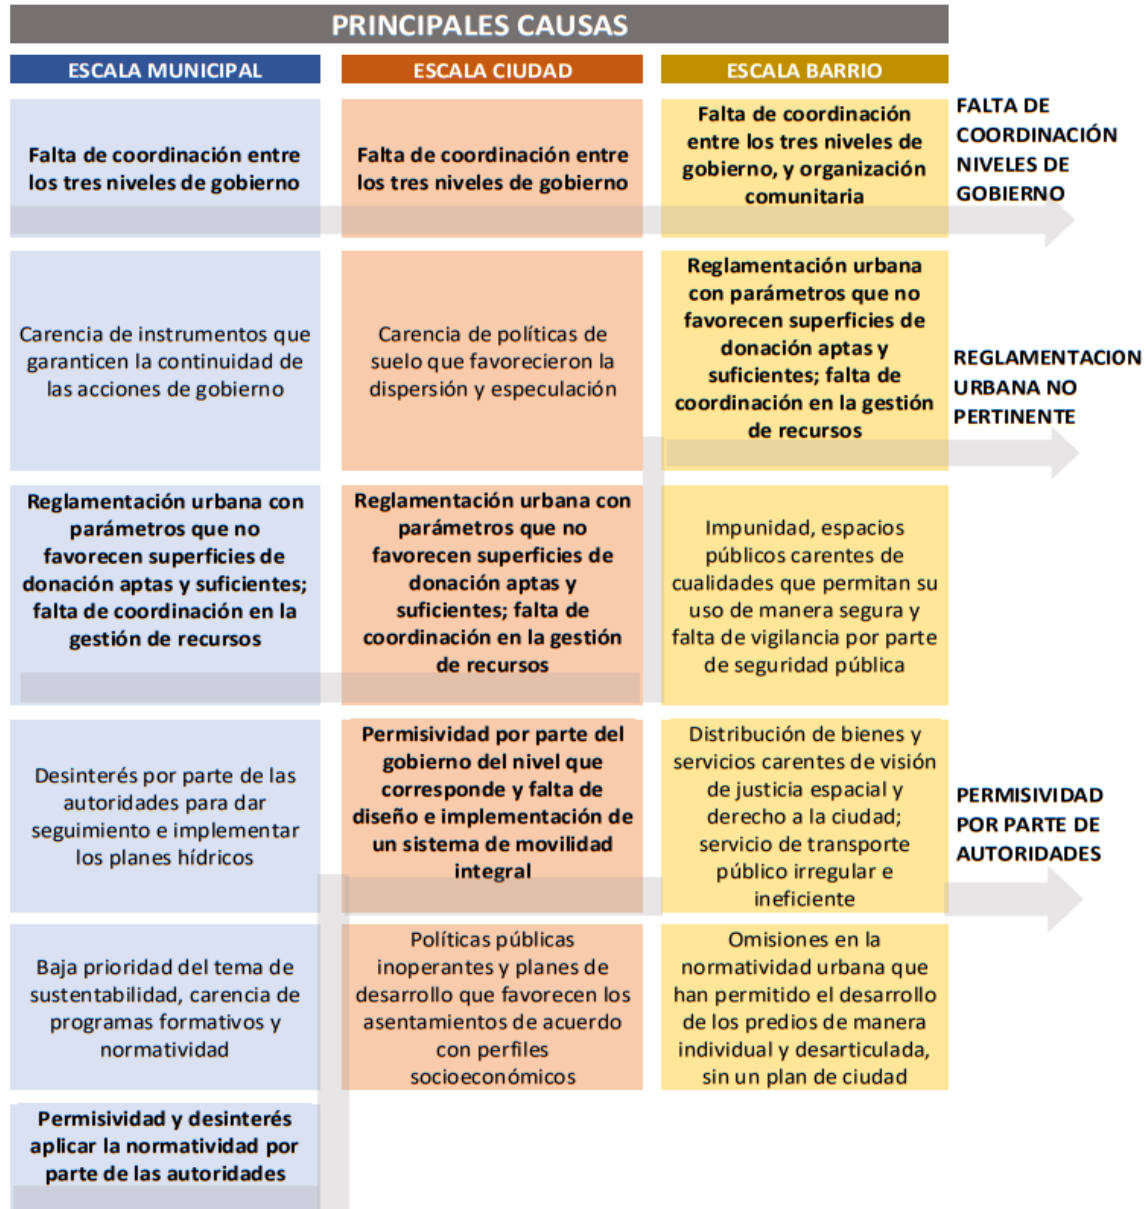 PRINCIPALES CAUSAS
ESCALA MUNICIPAL
ESCALA CIUDAD
ESCALA BARRIO
Falta de coordinación entre
los tres niveles de gobierno
Falta de coordinación entre
los tres niveles de gobierno
Falta de coordinación
entre los tres niveles de
gobierno, y organización
comunitaria
FALTA DE
COORDINACIÓN
NIVELES DE
GOBIERNO
Carencia de instrumentos que
garanticen la continuidad de
las acciones de gobierno
Carencia de políticas de
suelo que favorecieron la
dispersión y especulación
Reglamentación urbana
con parámetros que no
favorecen superficies de
donación aptas y
suficientes; falta de
coordinación en la gestión
de recursos
REGLAMENTACION
URBANA NO
PERTINENTE
Reglamentación urbana con
parámetros que no
favorecen superficies de
donación aptas y suficientes;
falta de coordinación en la
gestión de recursos
Reglamentación urbana con
parámetros que no
favorecen superficies de
donación aptas y
suficientes; falta de
coordinación en la gestión
de recursos
Impunidad, espacios
públicos carentes de
cualidades que permitan su
uso de manera segura y
falta de vigilancia por parte
de seguridad pública
Desinterés por parte de las
autoridades para dar
seguimiento e implementar
los planes hídricos
Permisividad por parte del
gobierno del nivel que
corresponde y falta de
diseño e implementación de
un sistema de movilidad
integral
Distribución de bienes y
servicios carentes de visión
de justicia espacial y
derecho a la ciudad;
servicio de transporte
público irregular e
ineficiente
PERMISIVIDAD
POR PARTE DE
AUTORIDADES
Baja prioridad del tema de
sustentabilidad, carencia de
programas formativos y
normatividad
Políticas públicas
inoperantes y planes de
desarrollo que favorecen los
asentamientos de acuerdo
con perfiles
socioeconómicos
Omisiones en la
normatividad urbana que
han permitido el desarrollo
de los predios de manera
individual y desarticulada,
sin un plan de ciudad
Permisividad y desinterés
aplicar la normatividad por
parte de las autoridades